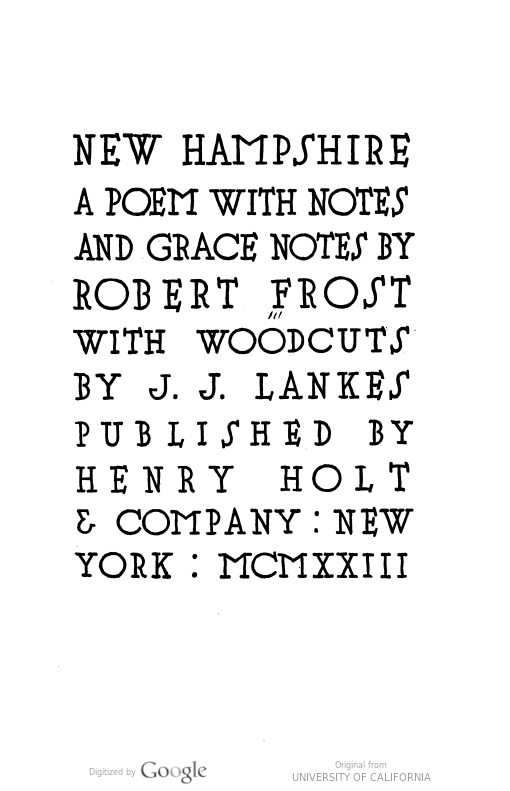 NEW HAMPSHIRE
A POEM WITH NOTES
AND GRACE NOTES BY
ROBERT FROST
WITH WOODCUTS
BY J. J. LANKES
PUBLISHED BY
HENRY HOLT
& COMPANY : NEW
YORK : MCMXXIII
Digitized by Google
Original from
UNIVERSITY OF CALIFORNIA